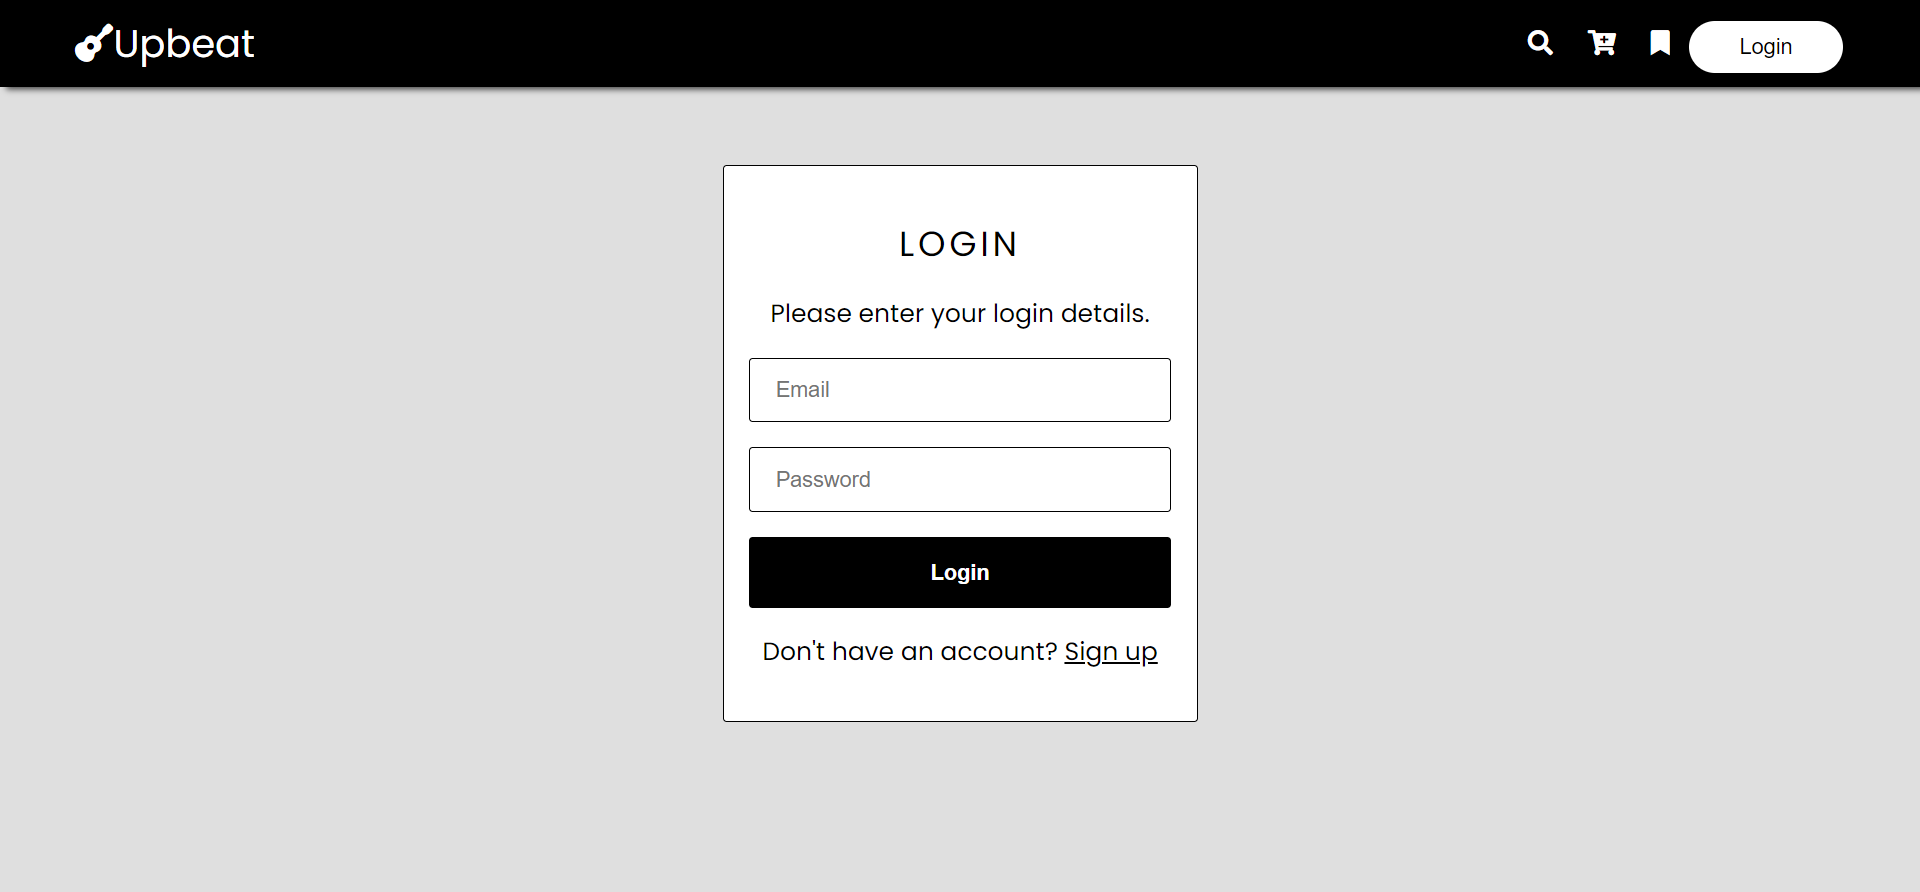 Upbeat
Login
LOGIN
Please enter your login details.
Email
Password
Login
Don't have an account? Sign up